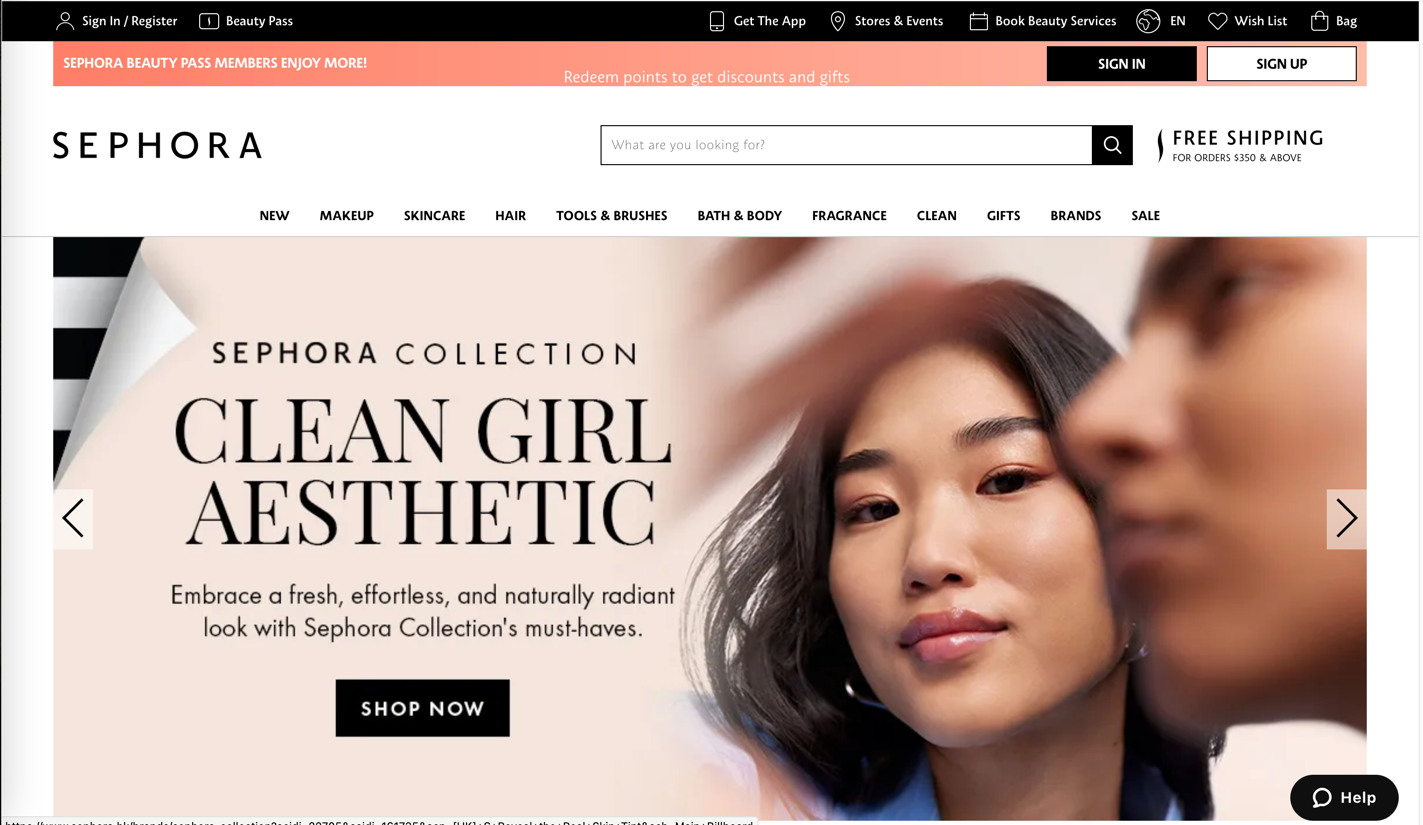 Sign In / Register
Beauty Pass
Get The App
Stores & Events
Book Beauty Services
EN
Wish List
Bag
SEPHORA BEAUTY PASS MEMBERS ENJOY MORE!
Redeem points to get discounts and gifts
SIGN IN
SIGN UP
SEPHORA
What are you looking for?
FREE SHIPPING
FOR ORDERS $350 & ABOVE
NEW
MAKEUP
SKINCARE
HAIR
TOOLS & BRUSHES
BATH & BODY
FRAGRANCE
CLEAN
GIFTS
BRANDS
SALE
SEPHORA COLLECTION
CLEAN GIRL
AESTHETIC
Embrace a fresh, effortless, and naturally radiant
look with Sephora Collection's must-haves.
SHOP NOW
Help